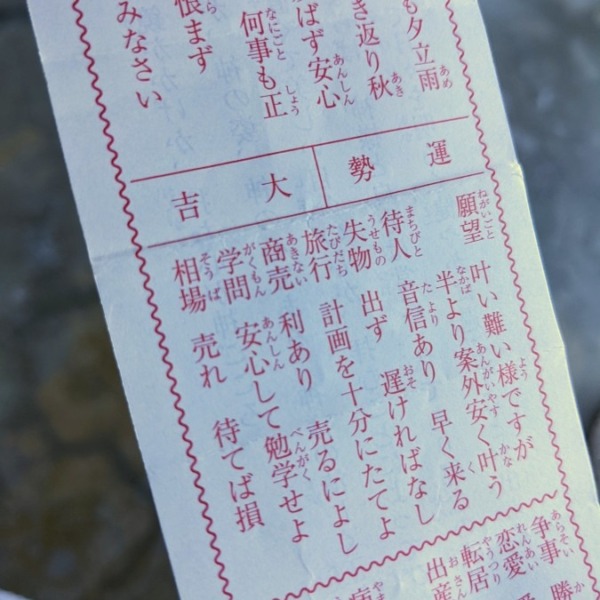 も夕立雨
き返り秋
ばず安心
何事も正
恨まず
みなさい
運勢 大吉
願望 叶い難い様ですが
半より案外安く叶う
待人 音信あり 早く来る
失物 出ず 遅ければなし
旅行 計画を十分にたてよ
商売 利あり 売るによし
学問 安心して勉学せよ
相場 売れ 待てば損
争事 勝
恋愛
転居
出産